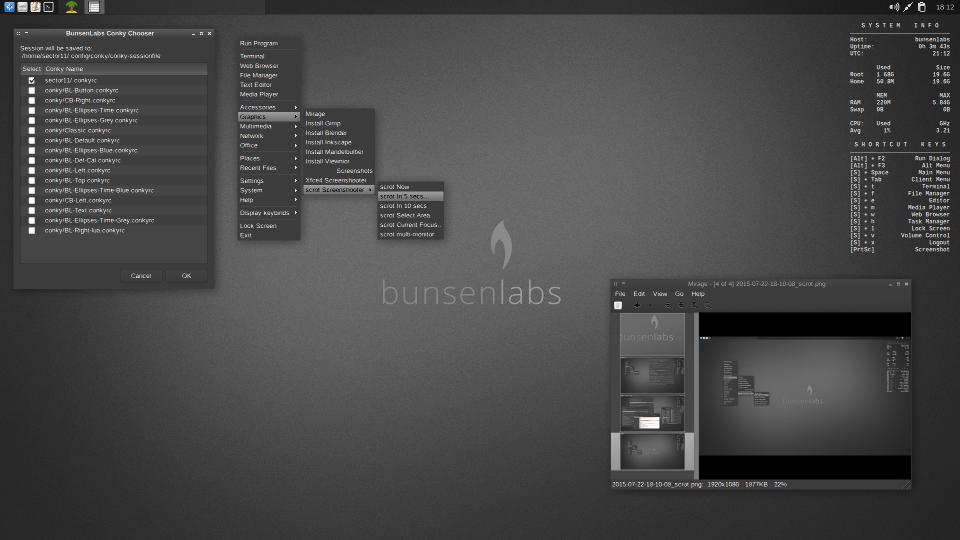 18:12
BunsenLabs Conky Chooser
Session will be saved to:
/home/sector11/ config/conky/conky-sessionfile
Select Conky Name
sector11/ conkyrc
conky/BL-Button.conkyrc
conky/CB-Right.conkyrc
conky/BL-Ellipses-Time.conkyrc
conky/BL-Ellipses-Grey.conkyrc
conky/Classic.conkyrc
conky/BL-Default.conkyrc
conky/BL-Ellipses-Blue.conkyrc
conky/BL-Def-Cal.conkyrc
conky/BL-Left.conkyrc
conky/BL-Top.conkyrc
conky/BL-Ellipses-Time-Blue.conkyrc
conky/CB-Left.conkyrc
conky/BL-Text.conkyrc
conky/BL-Ellipses-Time-Grey.conkyrc
conky/BL-Right-lua.conkyrc
Cancel OK
Run Program
Terminal
Web Browser
File Manager
Text Editor
Media Player
Accessories
Graphics
Multimedia
Network
Office
Places
Recent Files
Settings
System
Help
Display keybinds
Lock Screen
Exit
Mirage
Install Gimp
Install Blender
Install Inkscape
Install Mandelbulber
Install Viewnior
Screenshots
Xfce4 Screenshooter
scrot Screenshooter
scrot Now
scrot In 5 secs...
scrot In 10 secs
scrot Select Area
scrot Current Focus..
scrot multi-monitor
bunsenlabs
SYSTEM INFO
Host: bunsenlabs
Uptime: 0h 3m 43s
UTC: 21:12
Used Size
Root 1 68G 19.6G
Home 50.8M 19.6G
MEM MAX
RAM 220M 5.84G
Swap 0B 0B
CPU: Used GHz
Avg 1% 3.21
SHORTCUT KEYS
[Alt] + F2 Run Dialog
[Alt] + F3 Alt Menu
[S] + Space Main Menu
[S] + Tab Client Menu
[S] + t Terminal
[S] + f File Manager
[S] + e Editor
[S] + m Media Player
[S] + w Web Browser
[S] + h Task Manager
[S] + l Lock Screen
[S] + v Volume Control
[S] + x Logout
[PrtSc] Screenshot
Mirage - [4 of 4] 2015-07-22-18-10-08_scrot.png
File Edit View Go Help
bunsenlabs
bunsenlabs
2015-07-22-18-10-08_scrot.png: 1920x1080 1877KB 22%